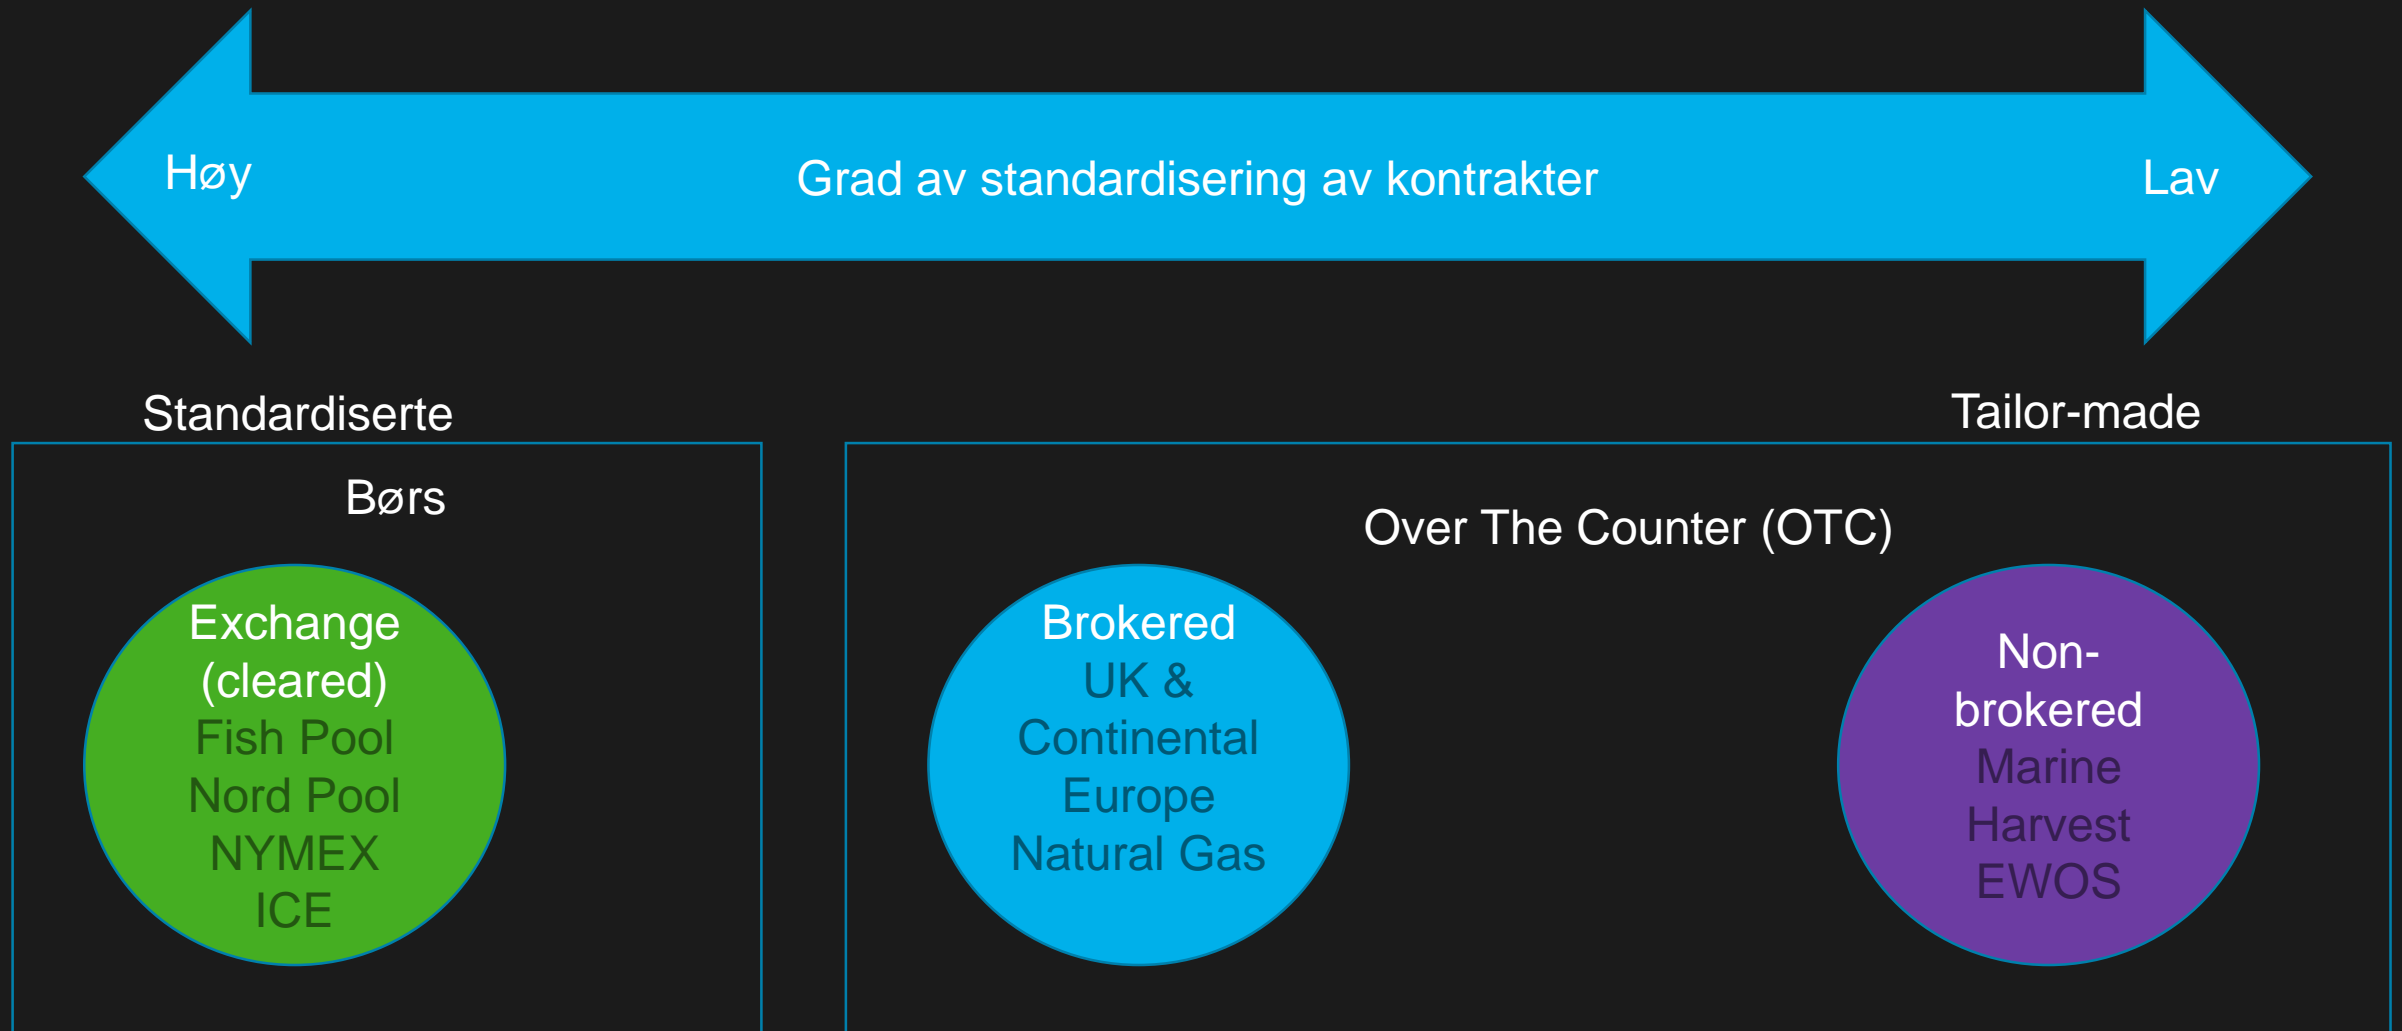 Høy
Grad av standardisering av kontrakter
Lav
Standardiserte
Tailor-made
Børs
Over The Counter (OTC)
Exchange
(cleared)
Fish Pool
Nord Pool
NYMEX
ICE
Brokered
UK &
Continental
Europe
Natural Gas
Non-
brokered
Marine
Harvest
EWOS